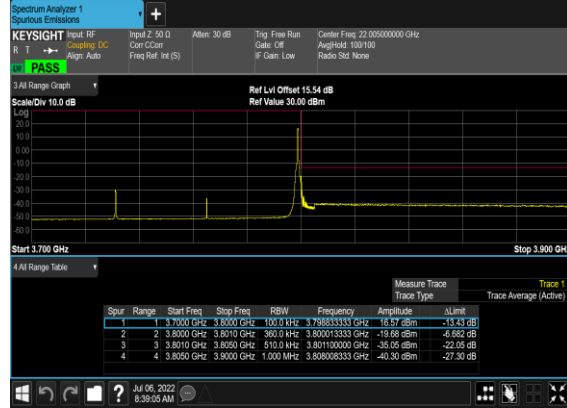 Spectrum Analyzer 1
Spurious Emissions
KEYSIGHT Input: RF Input Z: 50 Ω Atten: 30 dB Trig: Free Run Center Freq: 22.005000000 GHz
R T Coupling: DC Corr CCorr Gate: Off Avg|Hold: 100/100
Align: Auto Freq Ref: Int (S) IF Gain: Low Radio Std: None
PASS
3 All Range Graph
Ref Lvl Offset 15.54 dB
Scale/Div 10.0 dB Ref Value 30.00 dBm
Log
20.0
10.0
0.00
-10.0
-20.0
-30.0
-40.0
-50.0
-60.0
Start 3.700 GHz Stop 3.900 GHz
4 All Range Table
Measure Trace Trace 1
Trace Type Trace Average (Active)
Spur Range Start Freq Stop Freq RBW Frequency Amplitude ΔLimit
1 1 3.7000 GHz 3.8000 GHz 100.0 kHz 3.798833333 GHz 16.57 dBm -13.43 dB
2 2 3.8000 GHz 3.8010 GHz 360.0 kHz 3.800013333 GHz -19.68 dBm -6.682 dB
3 3 3.8010 GHz 3.8050 GHz 510.0 kHz 3.801100000 GHz -35.05 dBm -22.05 dB
4 4 3.8050 GHz 3.9000 GHz 1.000 MHz 3.808008333 GHz -40.30 dBm -27.30 dB
? Jul 06, 2022
8:39:05 AM